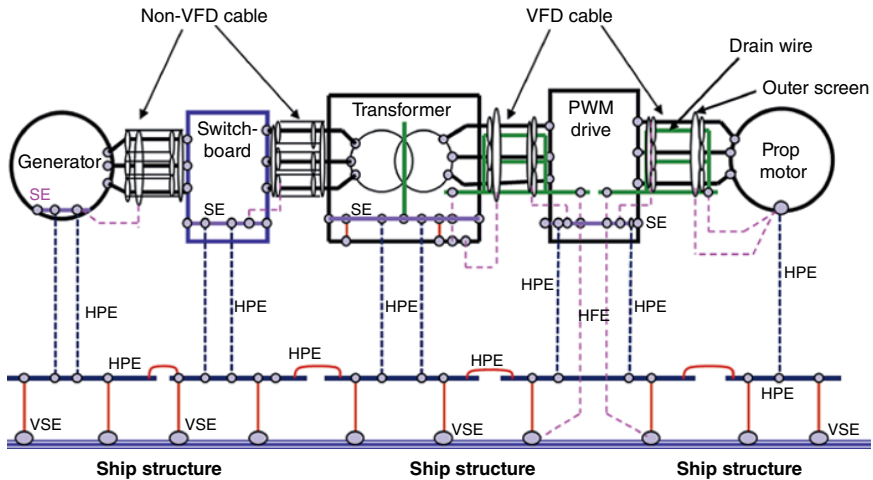 Non-VFD cable
VFD cable
Drain wire
Outer screen
Generator
Switch-
board
Transformer
PWM
drive
Prop
motor
SE
SE
SE
SE
HPE
HPE
HPE
HPE
HFE
HPE
HPE
HPE
HPE
HPE
HPE
VSE
VSE
VSE
VSE
Ship structure
Ship structure
Ship structure